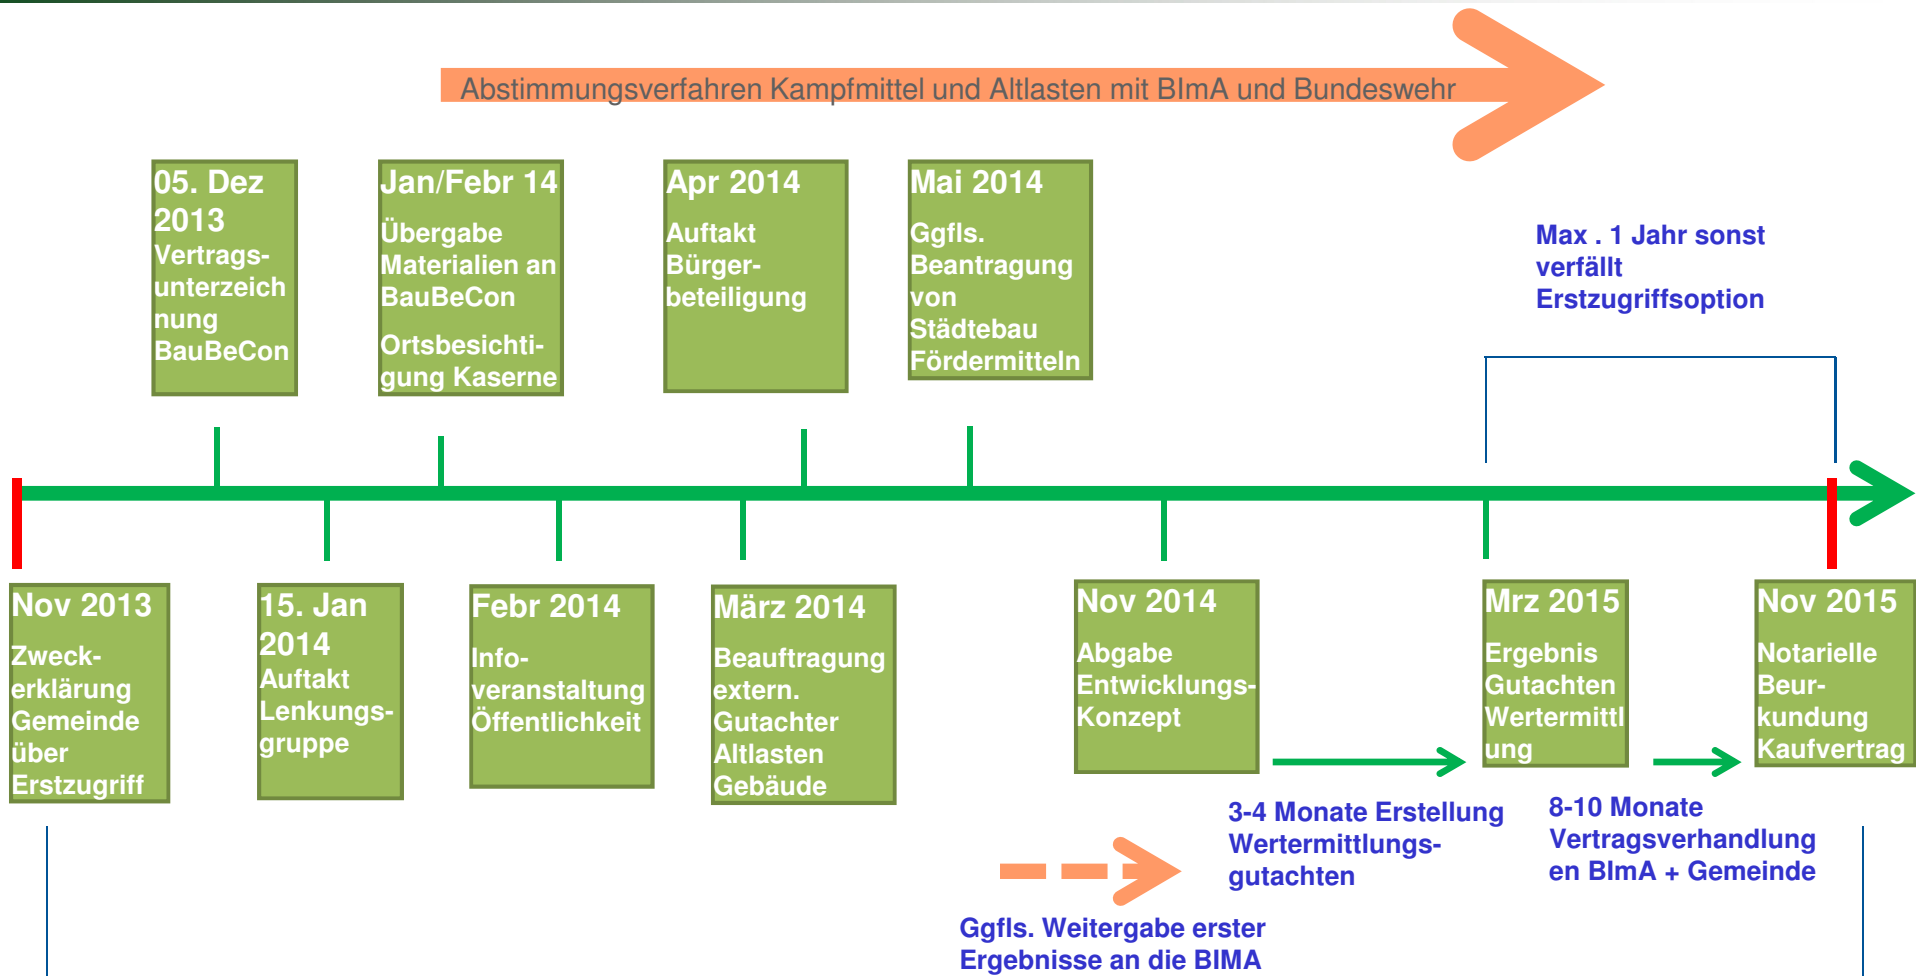 Abstimmungsverfahren Kampfmittel und Altlasten mit BImA und Bundeswehr
05. Dez
2013
Vertrags-
unterzeich
nung
BauBeCon
Jan/Febr 14
Übergabe
Materialien an
BauBeCon
Ortsbesichti-
gung Kaserne
Apr 2014
Auftakt
Bürger-
beteiligung
Mai 2014
Ggfls.
Beantragung
von
Städtebau
Fördermitteln
Max . 1 Jahr sonst
verfällt
Erstzugriffsoption
Nov 2013
Zweck-
erklärung
Gemeinde
über
Erstzugriff
15. Jan
2014
Auftakt
Lenkungs-
gruppe
Febr 2014
Info-
veranstaltung
Öffentlichkeit
März 2014
Beauftragung
extern.
Gutachter
Altlasten
Gebäude
Nov 2014
Abgabe
Entwicklungs-
Konzept
Mrz 2015
Ergebnis
Gutachten
Wertermittl
ung
Nov 2015
Notarielle
Beur-
kundung
Kaufvertrag
3-4 Monate Erstellung
Wertermittlungs-
gutachten
8-10 Monate
Vertragsverhandlung
en BImA + Gemeinde
Ggfls. Weitergabe erster
Ergebnisse an die BIMA